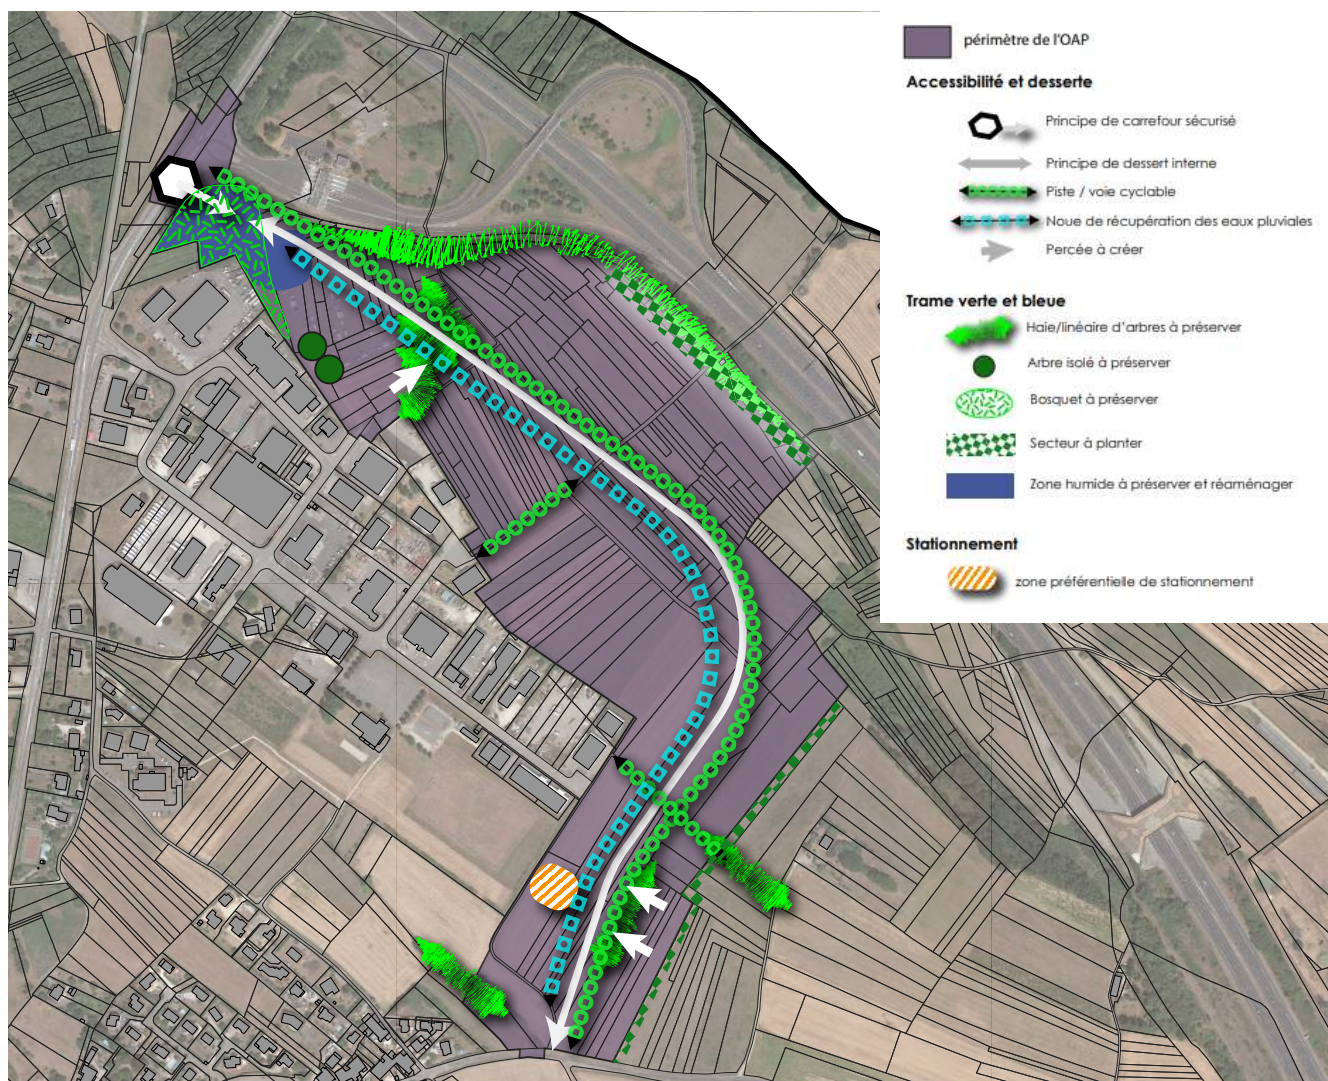 périmètre de l'OAP
Accessibilité et desserte
Principe de carrefour sécurisé
Principe de dessert interne
Piste / voie cyclable
Noue de récupération des eaux pluviales
Percée à créer
Trame verte et bleue
Haie/linéaire d'arbres à préserver
Arbre isolé à préserver
Bosquet à préserver
Secteur à planter
Zone humide à préserver et réaménager
Stationnement
zone préférentielle de stationnement